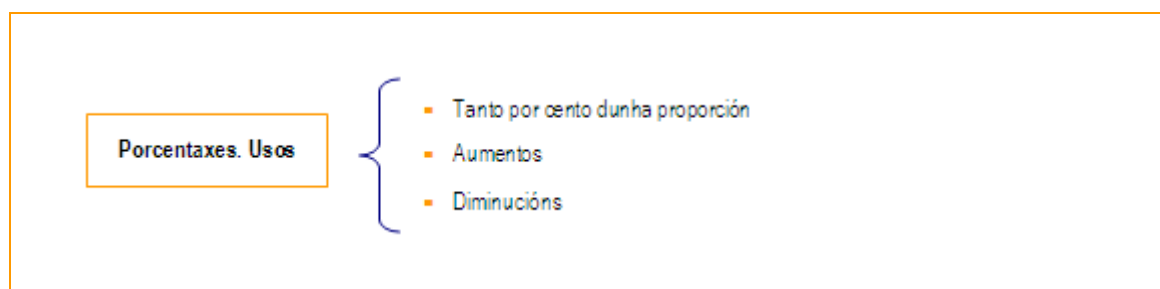 Porcentaxes. Usos
Tanto por cento dunha proporción
Aumentos
Diminucións